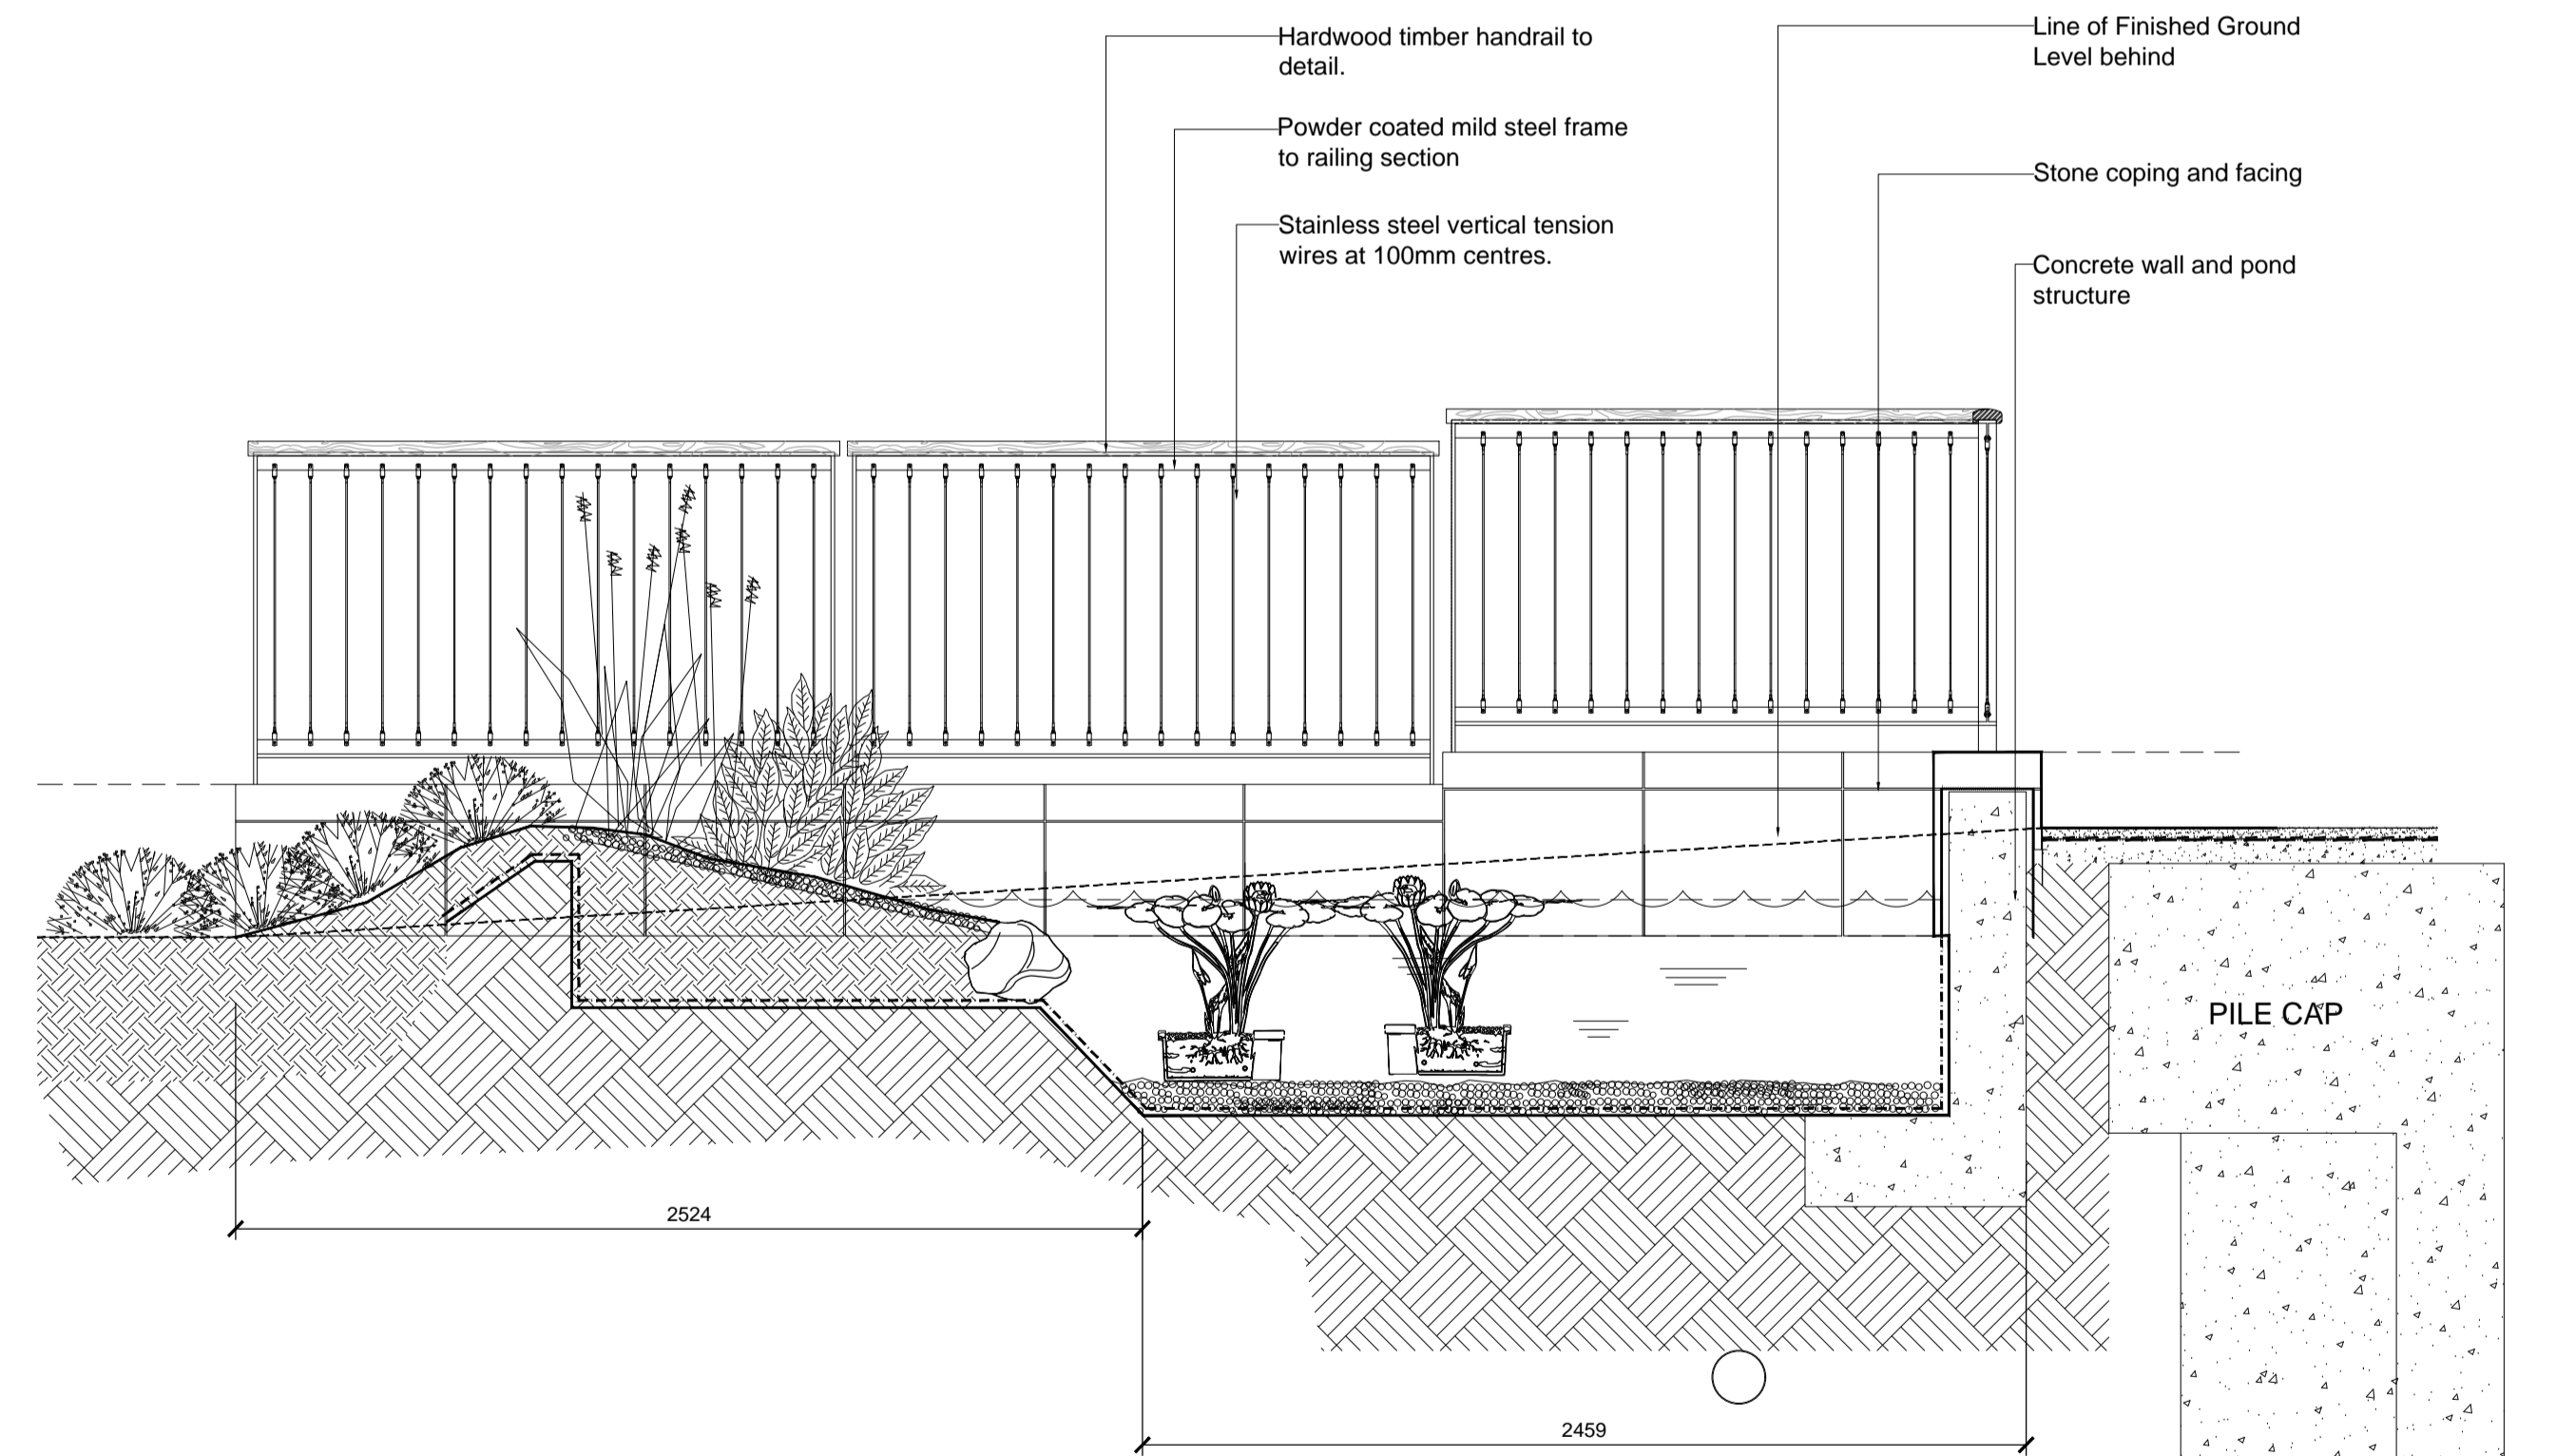 Hardwood timber handrail to
detail.
Powder coated mild steel frame
to railing section
Stainless steel vertical tension
wires at 100mm centres.
Line of Finished Ground
Level behind
Stone coping and facing
Concrete wall and pond
structure
PILE CAP
2524
2459